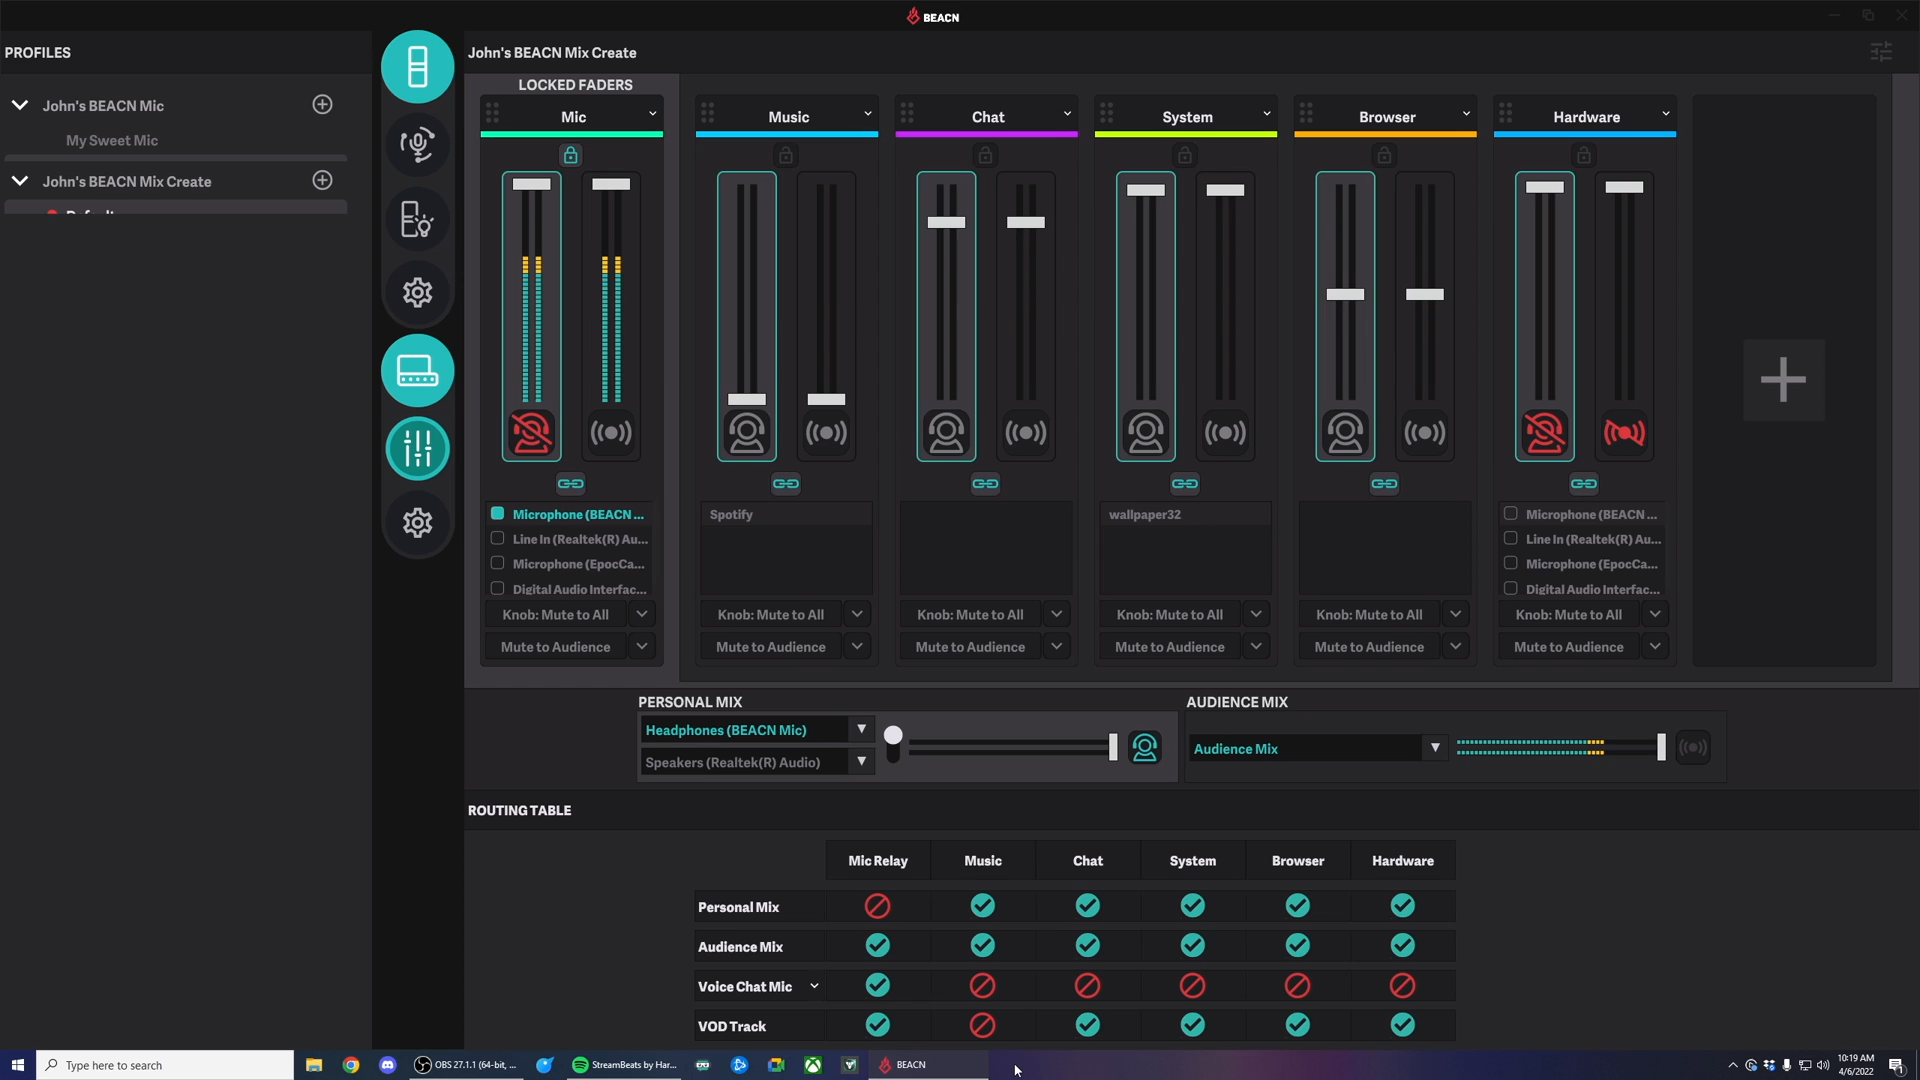 BEACN
PROFILES
John's BEACN Mix Create
LOCKED FADERS
John's BEACN Mic
My Sweet Mic
John's BEACN Mix Create
Mic
Music
Chat
System
Browser
Hardware
Microphone (BEACN ...
Line In (Realtek(R) Au...
Microphone (EpocCa...
Digital Audio Interfac...
Spotify
wallpaper32
Microphone (BEACN ...
Line In (Realtek(R) Au...
Microphone (EpocCa...
Digital Audio Interfac...
Knob: Mute to All
Knob: Mute to All
Knob: Mute to All
Knob: Mute to All
Knob: Mute to All
Knob: Mute to All
Mute to Audience
Mute to Audience
Mute to Audience
Mute to Audience
Mute to Audience
Mute to Audience
PERSONAL MIX
Headphones (BEACN Mic)
Speakers (Realtek(R) Audio)
AUDIENCE MIX
Audience Mix
ROUTING TABLE
Mic Relay
Music
Chat
System
Browser
Hardware
Personal Mix
Audience Mix
Voice Chat Mic
VOD Track
Type here to search
OBS 27.1.1 (64-bit, ...
StreamBeats by Har...
BEACN
10:19 AM
4/6/2022